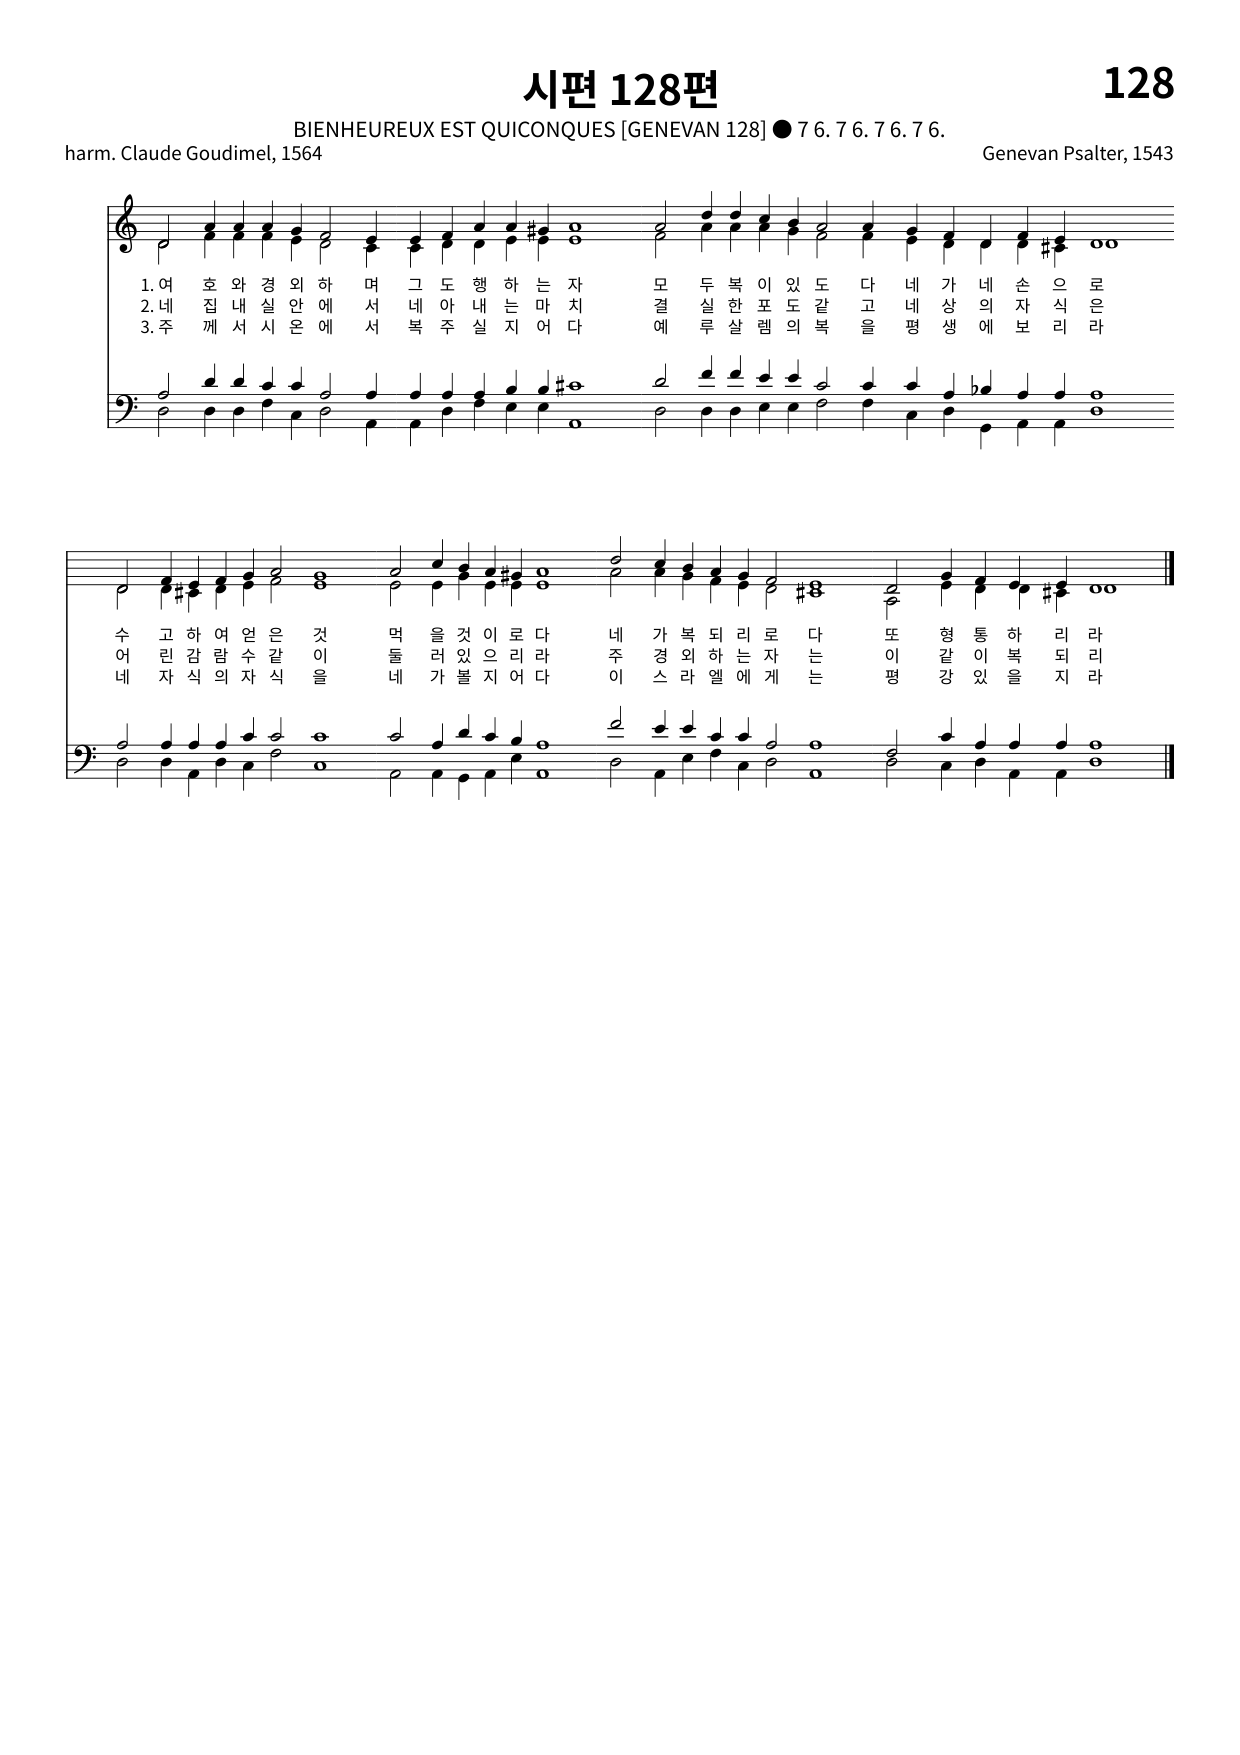 시편 128편
128
BIENHEUREUX EST QUICONQUES [GENEVAN 128] ● 7 6. 7 6. 7 6. 7 6.
harm. Claude Goudimel, 1564
Genevan Psalter, 1543
1. 여 호 와 경 외 하 며 그 도 행 하 는 자 모 두 복 이 있 도 다 네 가 네 손 으 로
2. 네 집 내 실 안 에 서 네 아 내 는 마 치 결 실 한 포 도 같 고 네 상 의 자 식 은
3. 주 께 서 시 온 에 서 복 주 실 지 어 다 예 루 살 렘 의 복 을 평 생 에 보 리 라
수 고 하 여 얻 은 것 먹 을 것 이 로 다 네 가 복 되 리 로 다 또 형 통 하 리 라
어 린 감 람 수 같 이 둘 러 있 으 리 라 주 경 외 하 는 자 는 이 같 이 복 되 리
네 자 식 의 자 식 을 네 가 볼 지 어 다 이 스 라 엘 에 게 는 평 강 있 을 지 라